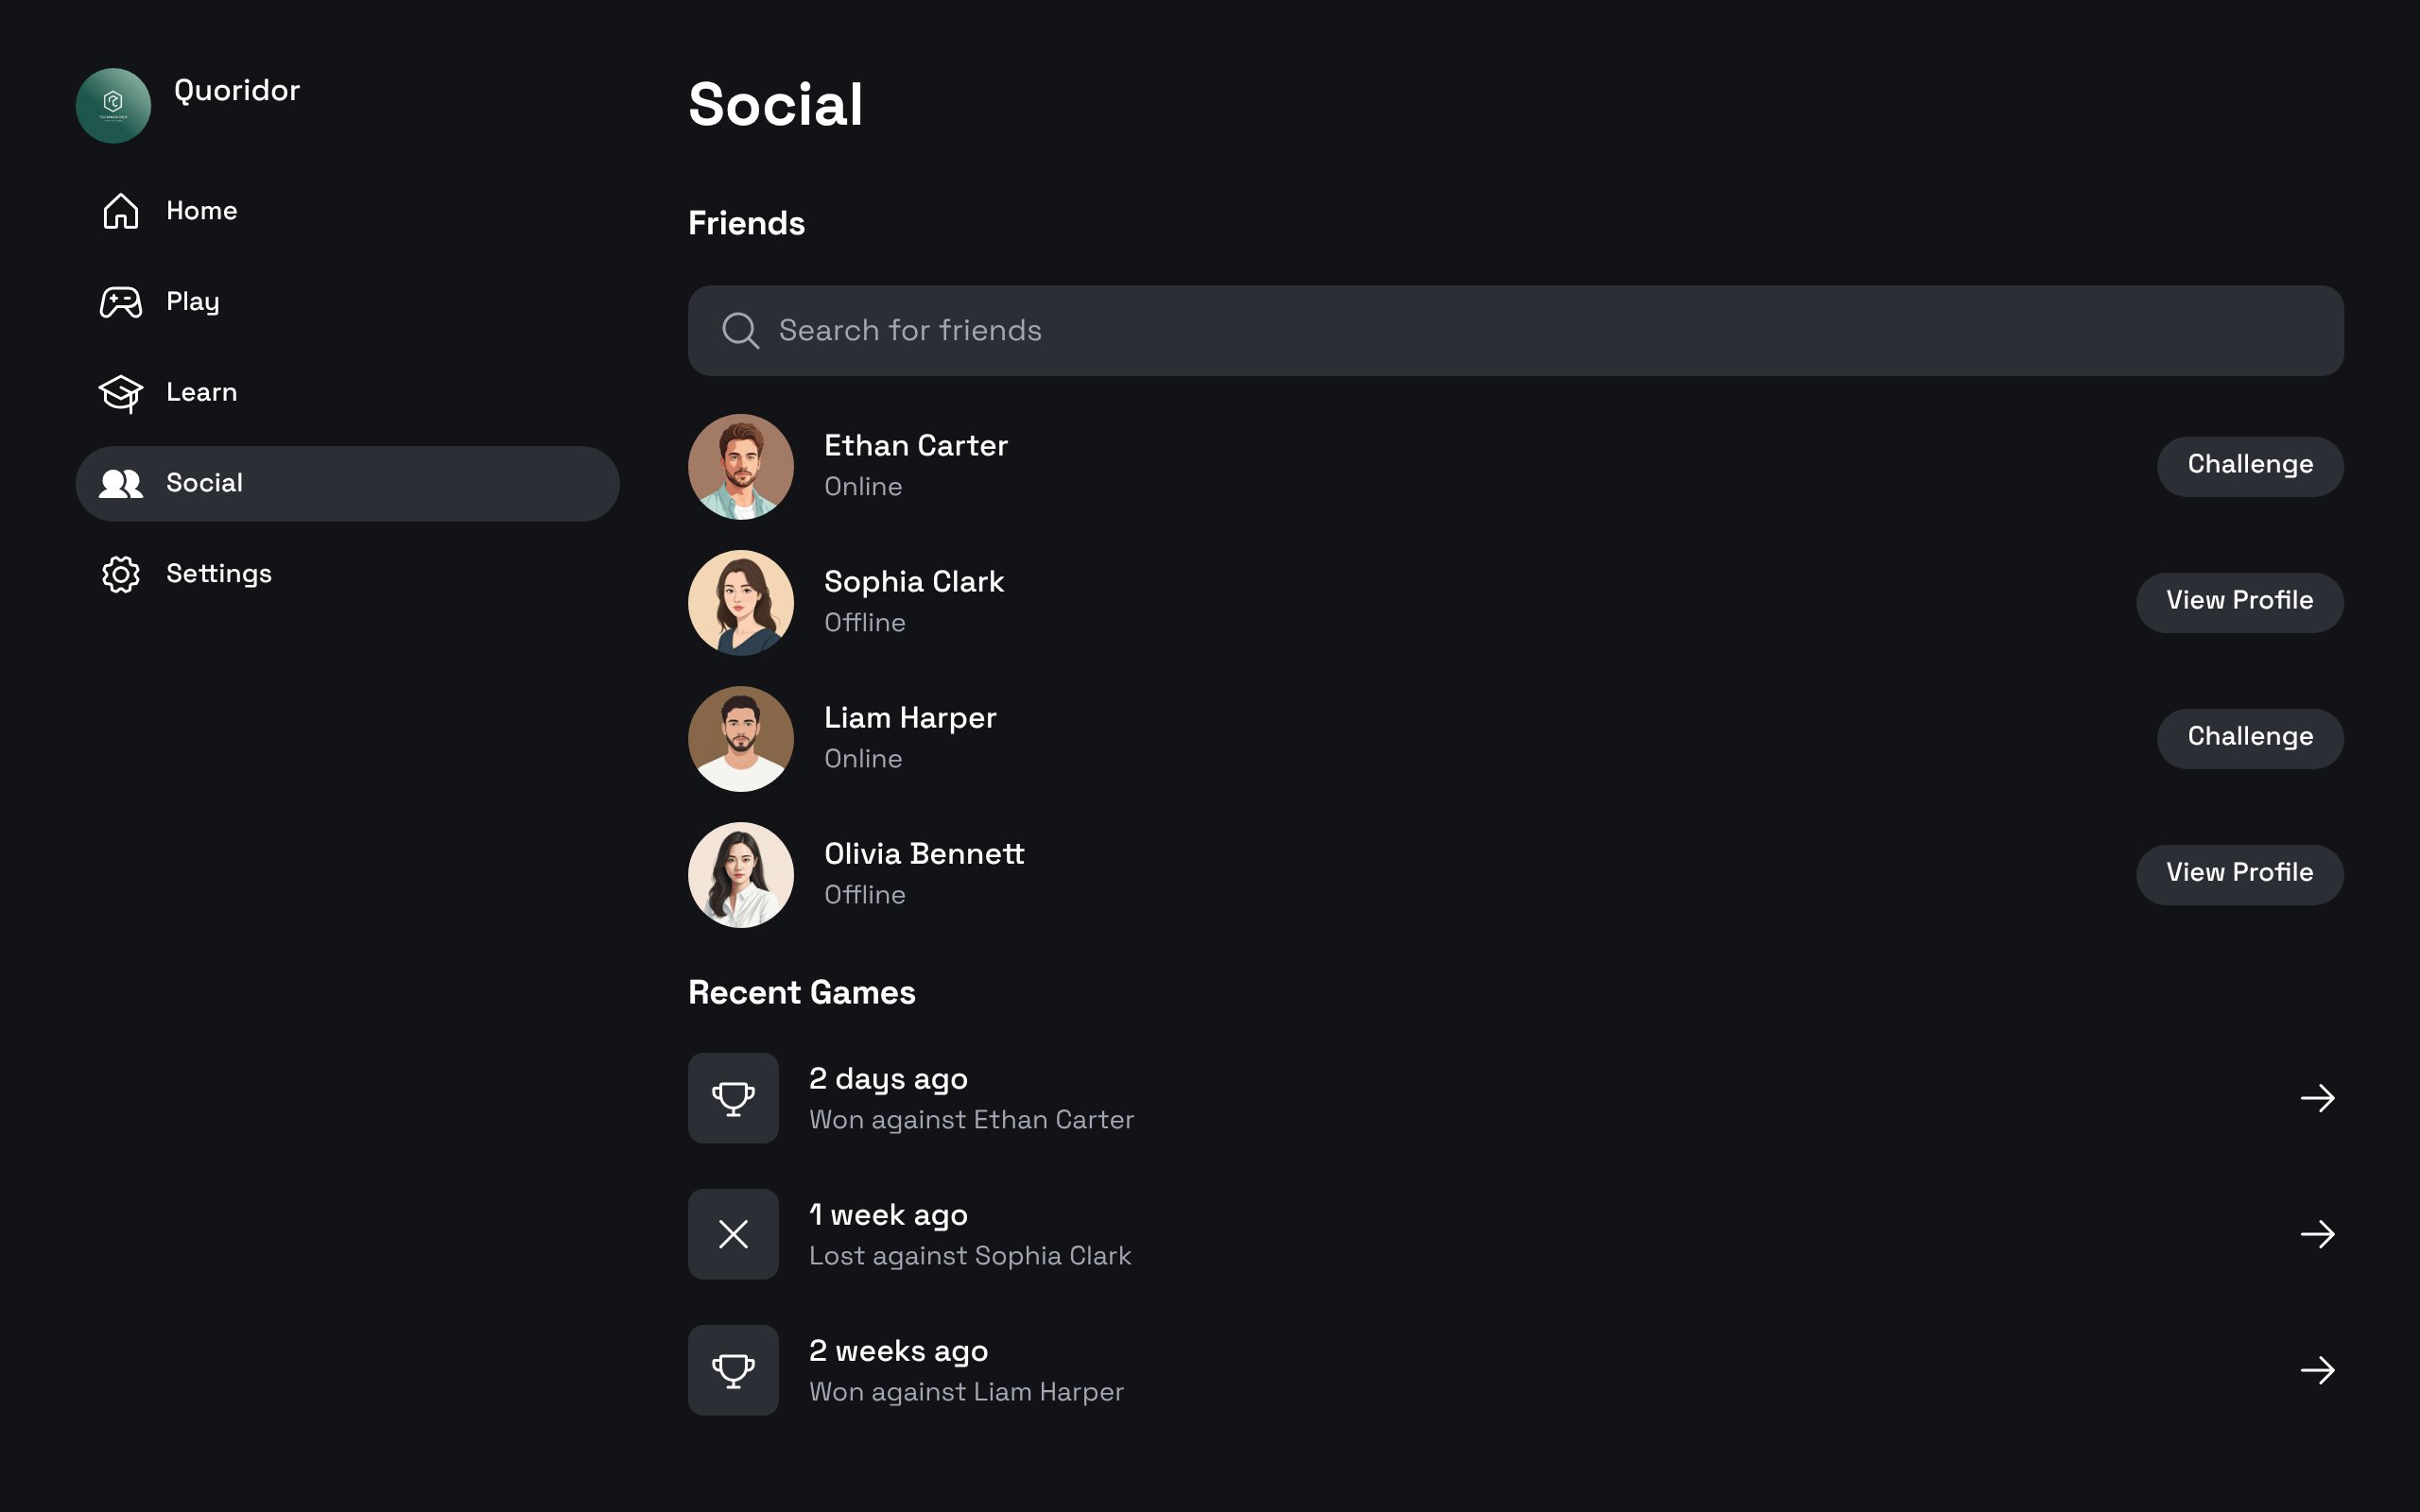 Quoridor
Home
Play
Learn
Social
Settings
Social
Friends
Search for friends
Ethan Carter
Online
Challenge
Sophia Clark
Offline
View Profile
Liam Harper
Online
Challenge
Olivia Bennett
Offline
View Profile
Recent Games
2 days ago
Won against Ethan Carter
1 week ago
Lost against Sophia Clark
2 weeks ago
Won against Liam Harper